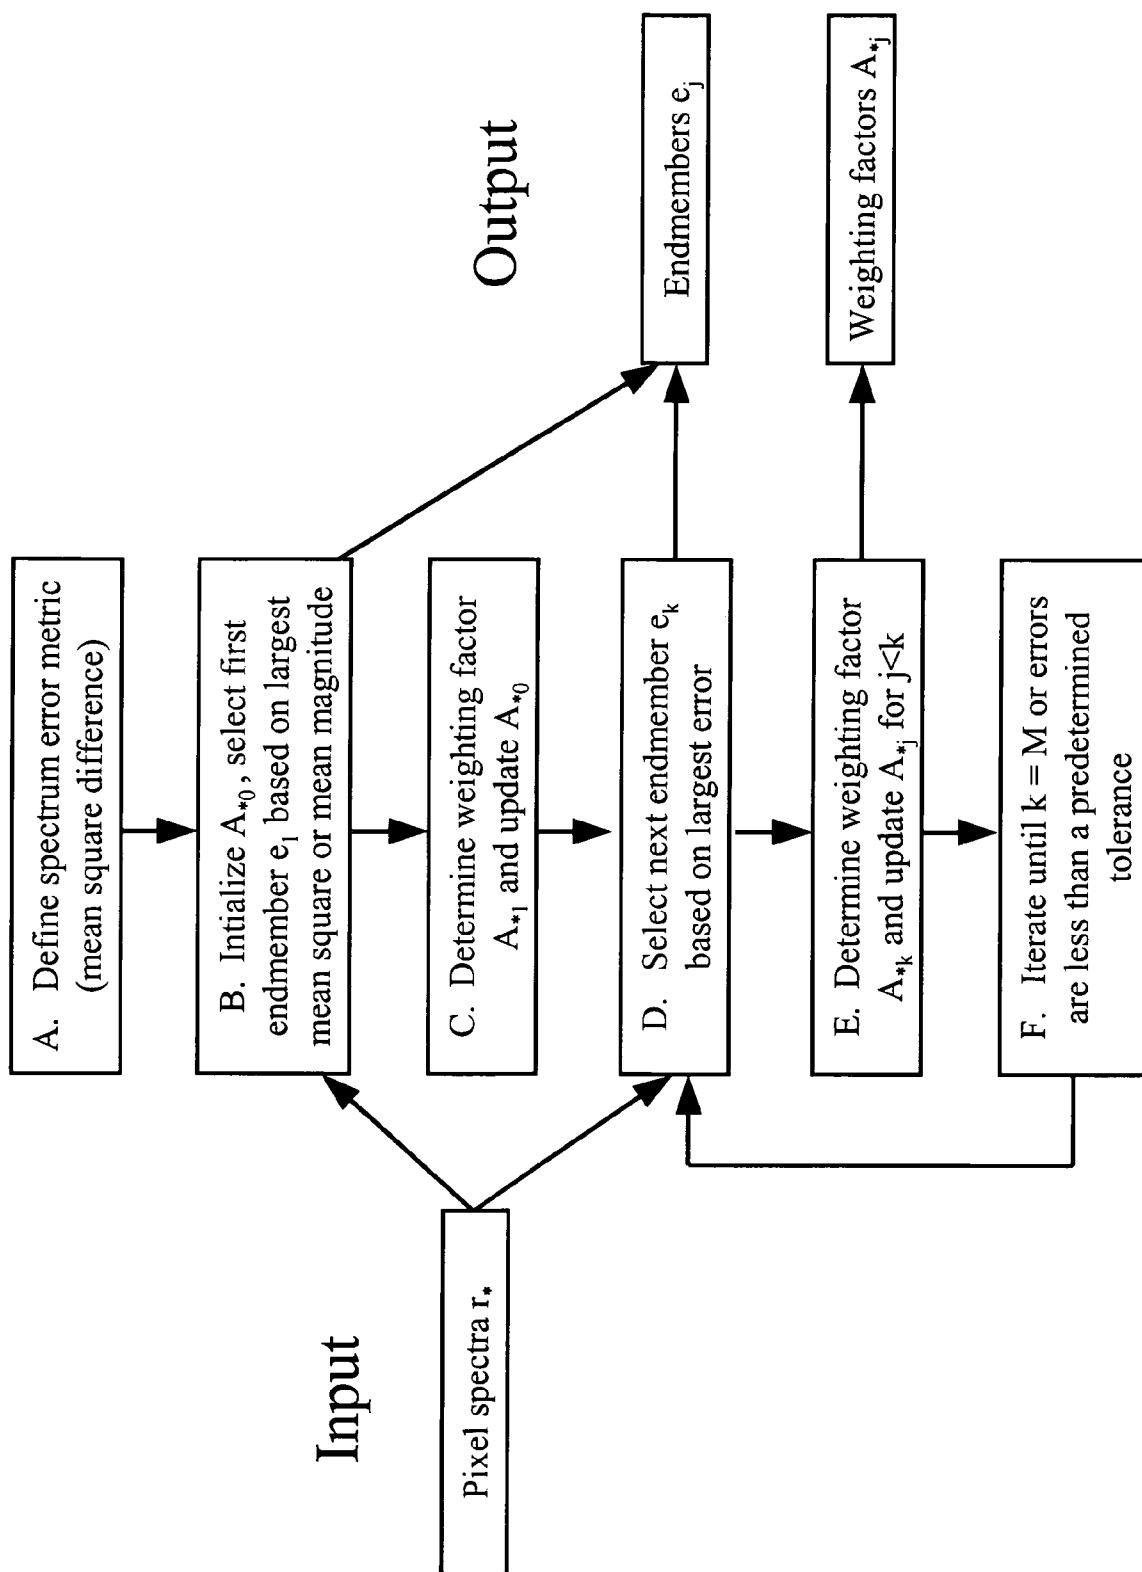 Input
Pixel spectra r*
A. Define spectrum error metric
(mean square difference)
B. Intialize A*0, select first
endmember e1 based on largest
mean square or mean magnitude
C. Determine weighting factor
A*1 and update A*0
D. Select next endmember ek
based on largest error
E. Determine weighting factor
A*k and update A*j for j<k
F. Iterate until k = M or errors
are less than a predetermined
tolerance
Output
Endmembers ej
Weighting factors A*j